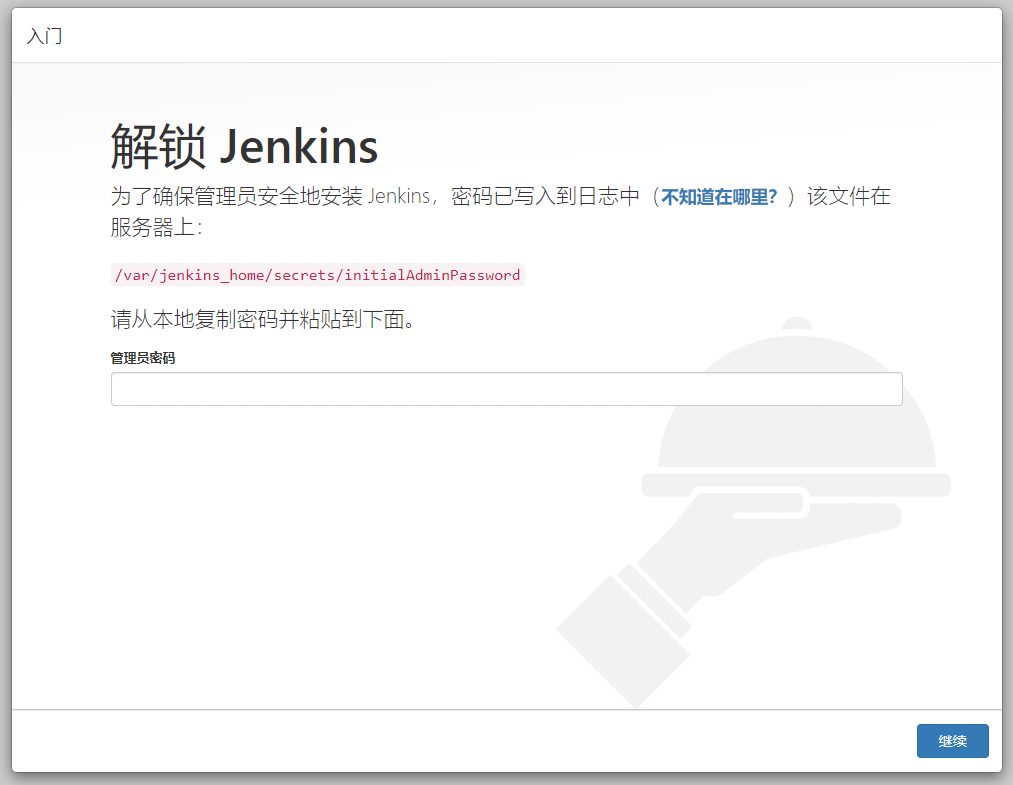 入门
解锁 Jenkins
为了确保管理员安全地安装 Jenkins，密码已写入到日志中（不知道在哪里？）该文件在
服务器上：
/var/jenkins_home/secrets/initialAdminPassword
请从本地复制密码并粘贴到下面。
管理员密码
继续